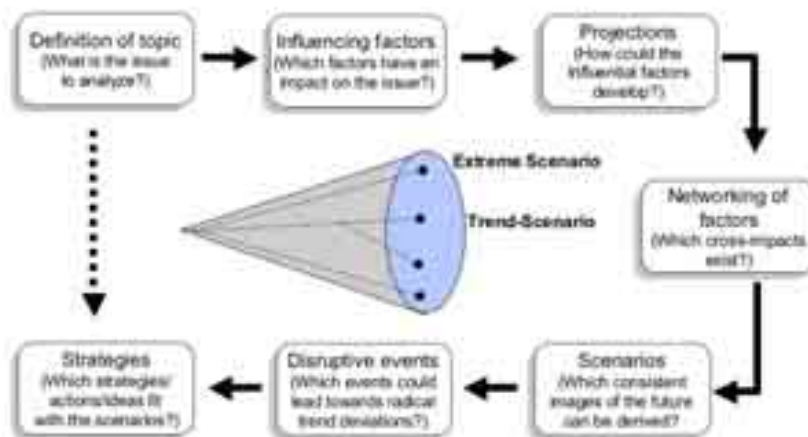 Definition of topic
(What is the issue
to analyze?)
Influencing factors
(Which factors have an
impact on the issue?)
Projections
(How could the
influential factors
develop?)
Networking of
factors
(Which cross-impacts
exist?)
Extreme Scenario
Trend-Scenario
Scenarios
(Which consistent
images of the future
can be derived?
Disruptive events
(Which events could
lead towards radical
trend deviations?)
Strategies
(Which strategies/
actions/ideas fit
with the scenarios?)